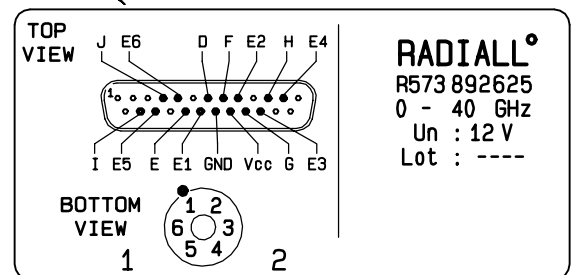 TOP
VIEW
J E6 D F E2 H E4
1
I E5 E E1 GND Vcc G E3
BOTTOM
VIEW
1 2
6 3
5 4
1 2
RADIALL°
R573 892625
0 - 40 GHz
Un : 12 V
Lot : ----